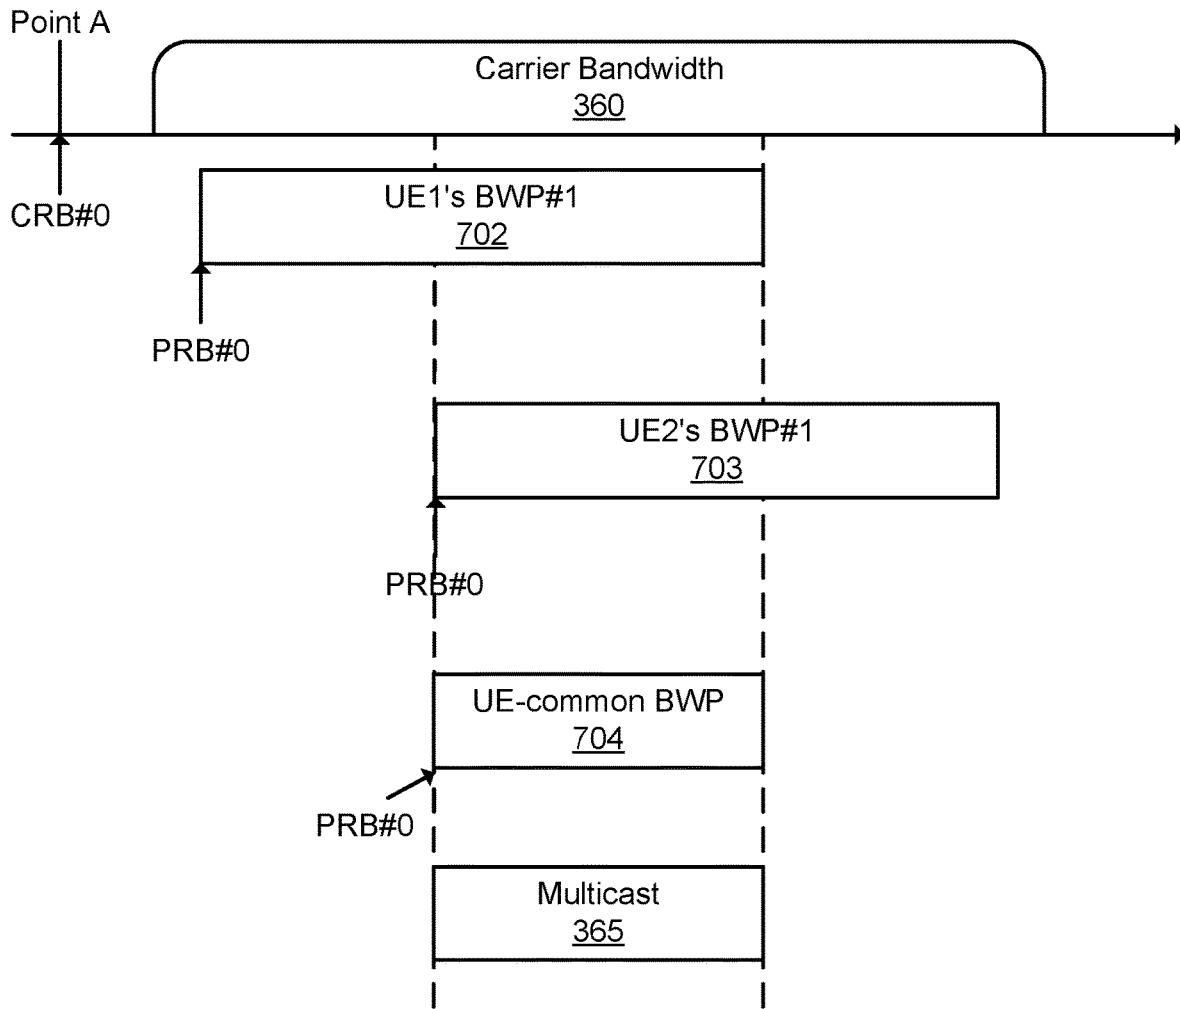 Point A
Carrier Bandwidth
360
CRB#0
UE1's BWP#1
702
PRB#0
UE2's BWP#1
703
PRB#0
UE-common BWP
704
PRB#0
Multicast
365